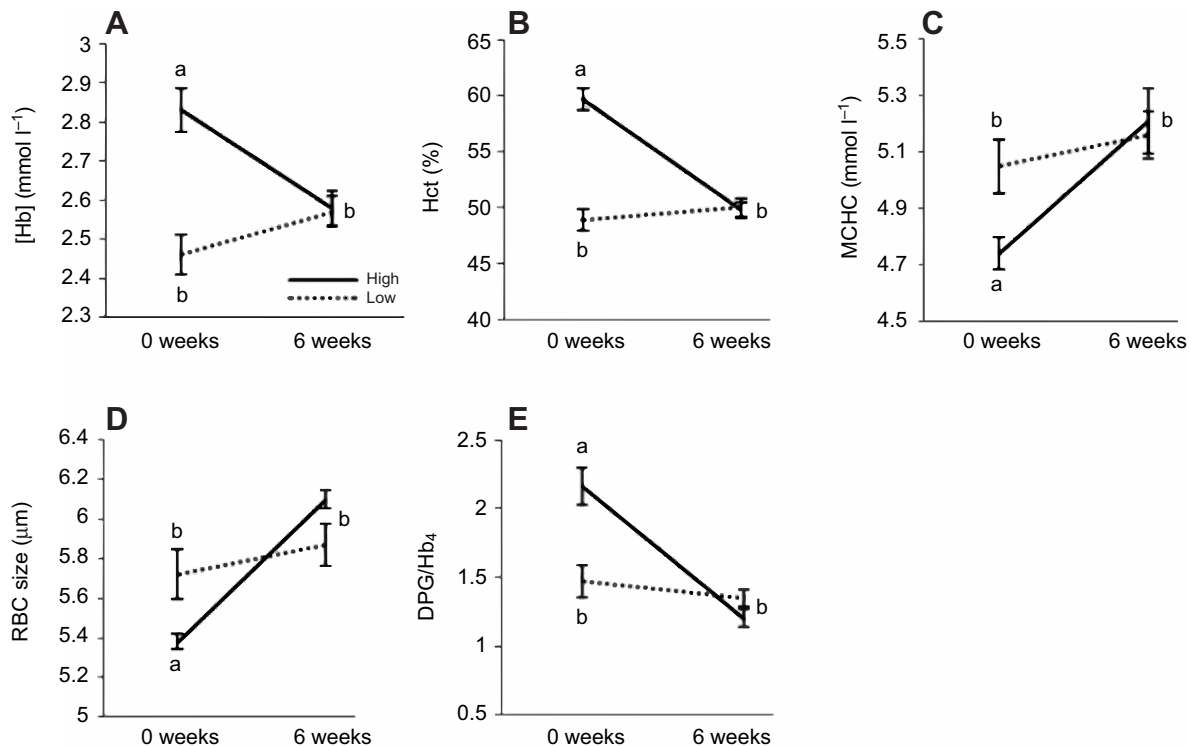 A
[Hb] (mmol l⁻¹)
3
2.9
2.8
2.7
2.6
2.5
2.4
2.3
a
b
b
High
Low
0 weeks 6 weeks
B
Hct (%)
65
60
55
50
45
40
a
b
b
0 weeks 6 weeks
C
MCHC (mmol l⁻¹)
5.5
5.3
5.1
4.9
4.7
4.5
b
b
a
0 weeks 6 weeks
D
RBC size (μm)
6.4
6.2
6
5.8
5.6
5.4
5.2
5
b
b
a
0 weeks 6 weeks
E
DPG/Hb₄
2.5
2
1.5
1
0.5
a
b
b
0 weeks 6 weeks